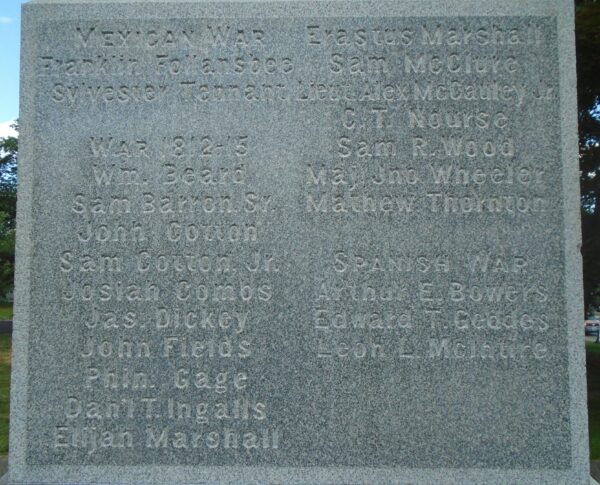 MEXICAN WAR
Franklin Follansbee
Sylvester Tennant
WAR 1812-15
Wm. Beard
Sam Barron Sr.
John Cotton
Sam Cotton Jr.
Josiah Combs
Jas. Dickey
John Fields
Phin. Gage
Dan'l T. Ingalls
Elijah Marshall
Erastus Marshall
Sam McClure
Lieut. Alex McCauley Jr.
C. T. Nourse
Sam R. Wood
Maj Jno Wheeler
Mathew Thornton
SPANISH WAR
Arthur E. Bowers
Edward T. Geddes
Leon L. McIntire